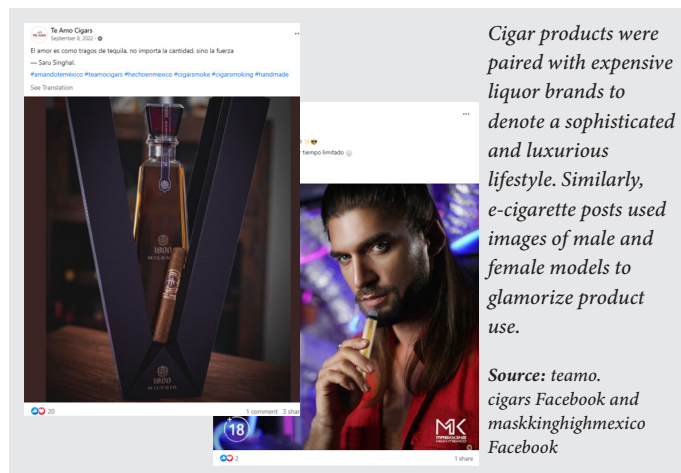 Te Amo Cigars
September 6, 2022
El amor es como tragos de tequila, no importa la cantidad, sino la fuerza
— Saru Singhal.
#amandoteméxico #teamocigars #hechoenmexico #cigarsmoke #cigarsmoking #handmade
See Translation
1800
MILENIO
1800
MILENIO
20
1 comment 3 shar
tiempo limitado
+18
MK
MASKKING
HIGH MEXICO
2
1 share
Cigar products were
paired with expensive
liquor brands to
denote a sophisticated
and luxurious
lifestyle. Similarly,
e-cigarette posts used
images of male and
female models to
glamorize product
use.
Source: teamo.
cigars Facebook and
maskkinghighmexico
Facebook